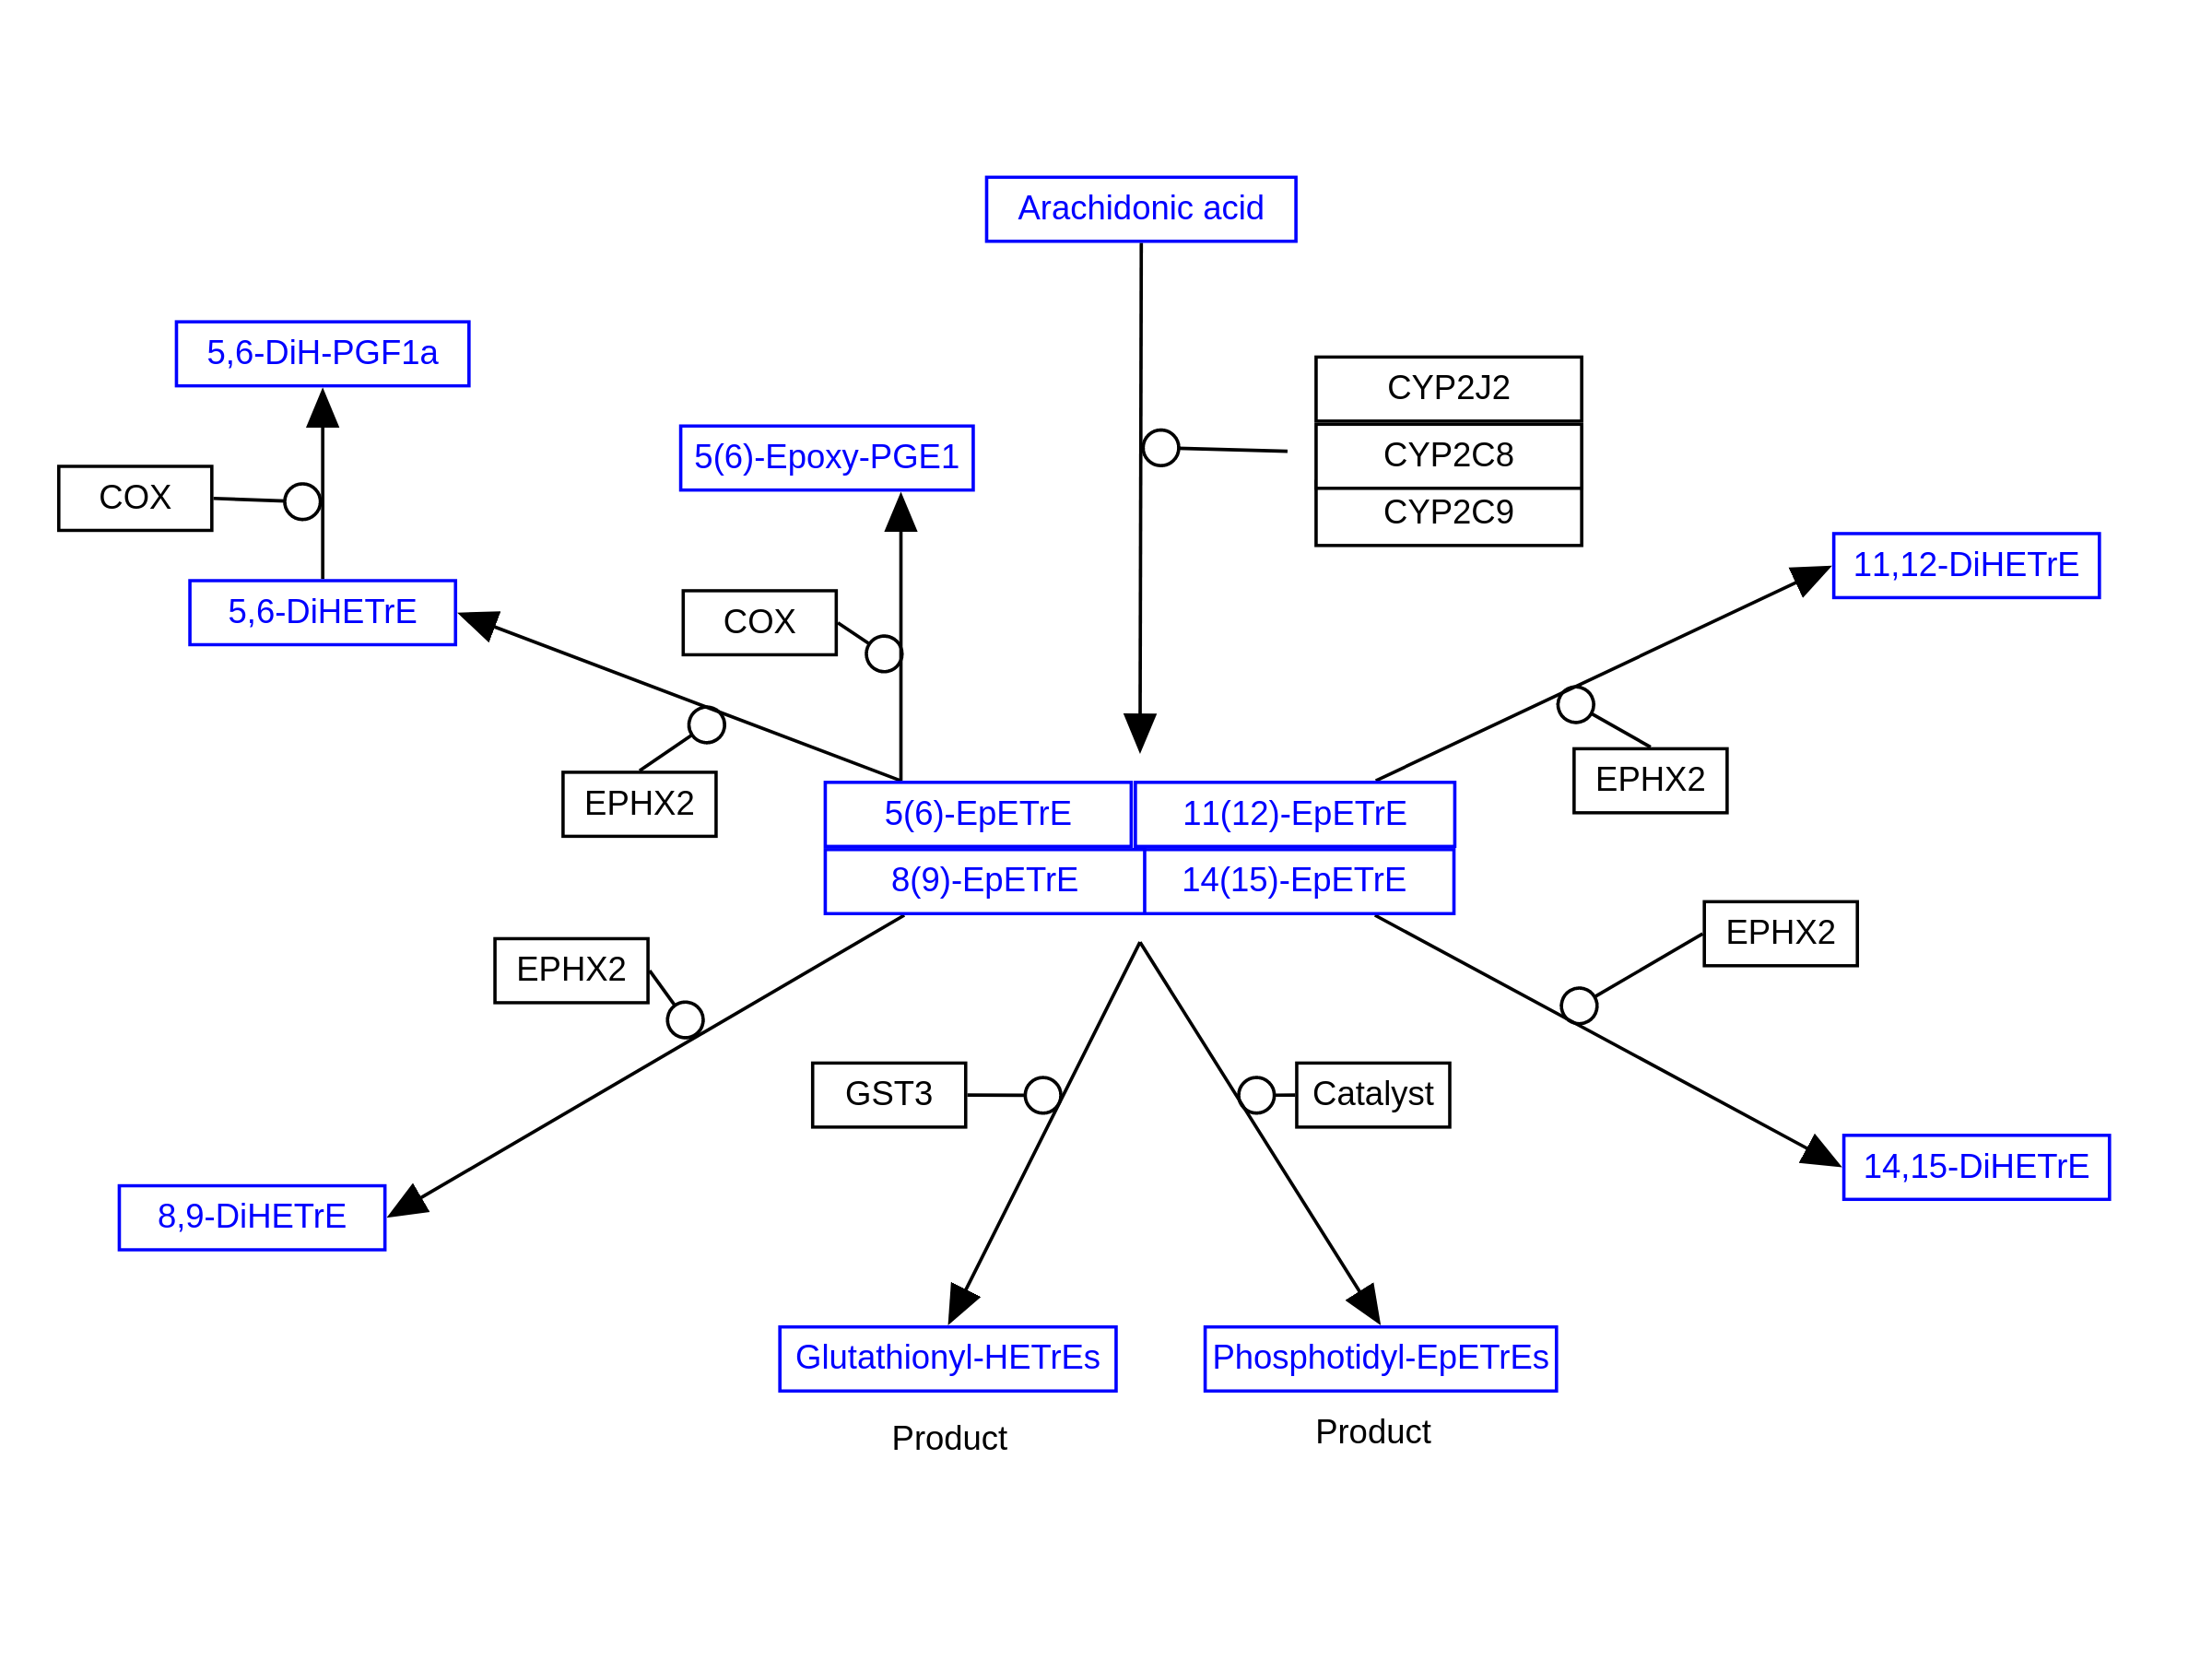 Arachidonic acid
5,6-DiH-PGF1a
CYP2J2
5(6)-Epoxy-PGE1
CYP2C8
COX
CYP2C9
11,12-DiHETrE
5,6-DiHETrE
COX
EPHX2
EPHX2
5(6)-EpETrE
11(12)-EpETrE
8(9)-EpETrE
14(15)-EpETrE
EPHX2
EPHX2
GST3
Catalyst
14,15-DiHETrE
8,9-DiHETrE
Glutathionyl-HETrEs
Phosphotidyl-EpETrEs
Product
Product